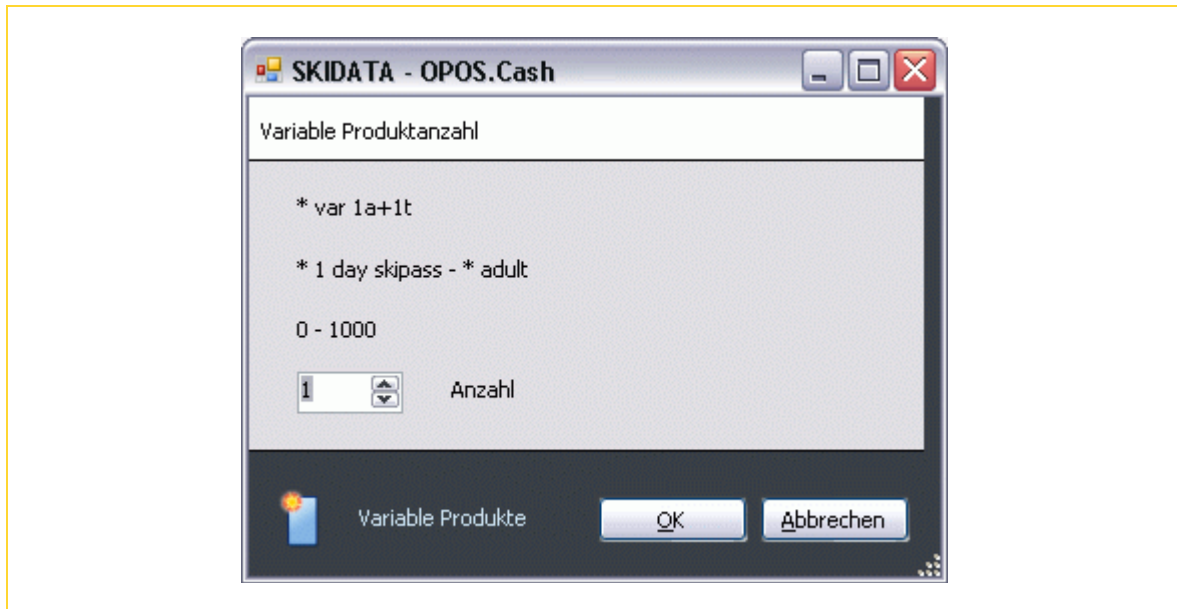 SKIDATA - OPOS.Cash
Variable Produktanzahl
* var 1a+1t
* 1 day skipass - * adult
0 - 1000
1 Anzahl
Variable Produkte OK Abbrechen